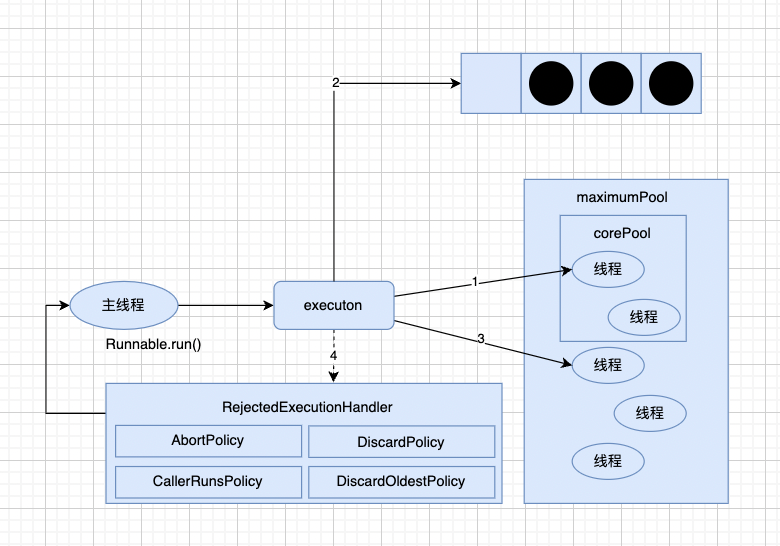 2
maximumPool
corePool
线程
线程
1
主线程
executon
Runnable.run()
3
线程
4
线程
线程
RejectedExecutionHandler
AbortPolicy
DiscardPolicy
CallerRunsPolicy
DiscardOldestPolicy